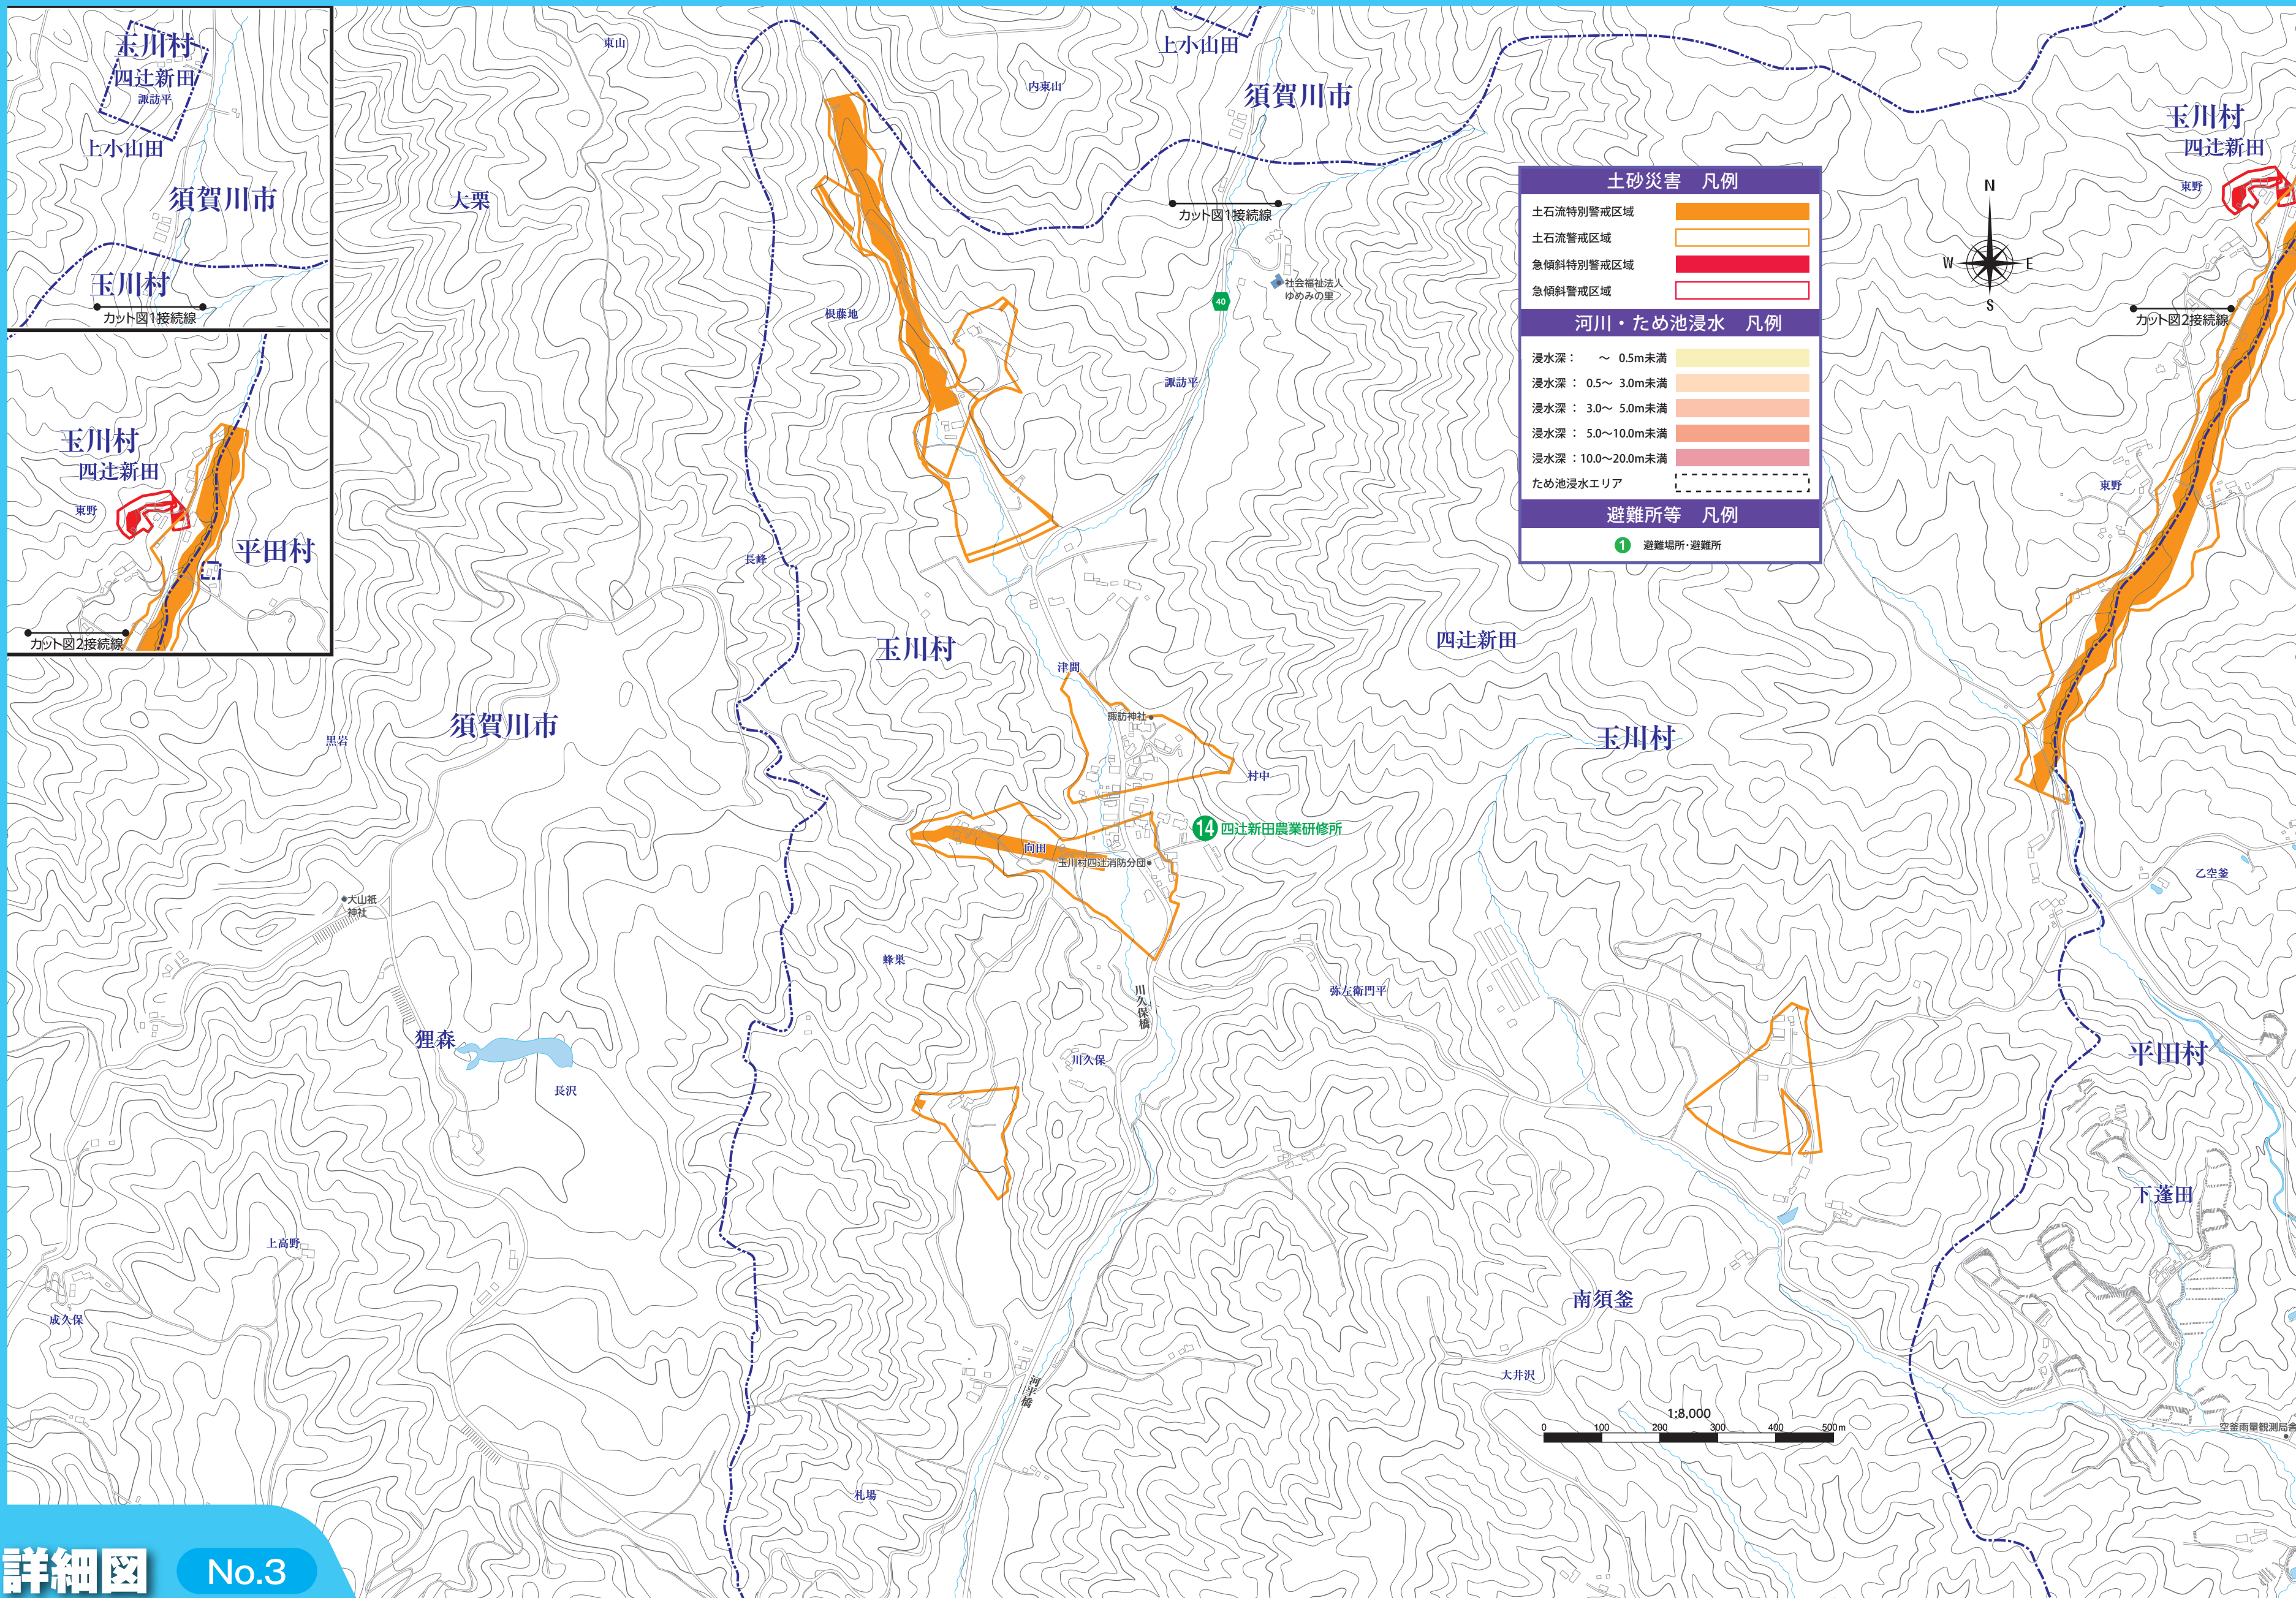 玉川村
四辻新田
諏訪平
上小山田
須賀川市
玉川村
カット図1接続線
玉川村
四辻新田
東野
平田村
カット図2接続線
東山
内東山
上小山田
須賀川市
大栗
カット図1接続線
社会福祉法人
ゆめみの里
40
根藤地
諏訪平
長峰
玉川村
津間
諏訪神社
村中
14 四辻新田農業研修所
向田
玉川村四辻消防分団
須賀川市
黒岩
大山祇
神社
蜂巣
川久保橋
弥左衛門平
狸森
長沢
川久保
上高野
成久保
河平橋
札場
四辻新田
玉川村
南須釜
大井沢
土砂災害 凡例
土石流特別警戒区域
土石流警戒区域
急傾斜特別警戒区域
急傾斜警戒区域
河川・ため池浸水 凡例
浸水深: ～ 0.5m未満
浸水深: 0.5～ 3.0m未満
浸水深: 3.0～ 5.0m未満
浸水深: 5.0～10.0m未満
浸水深:10.0～20.0m未満
ため池浸水エリア
避難所等 凡例
1 避難場所・避難所
N
W E
S
玉川村
四辻新田
東野
カット図2接続線
東野
乙空釜
平田村
下蓬田
空釜雨量観測局舎
1:8,000
0 100 200 300 400 500m
詳細図 No.3